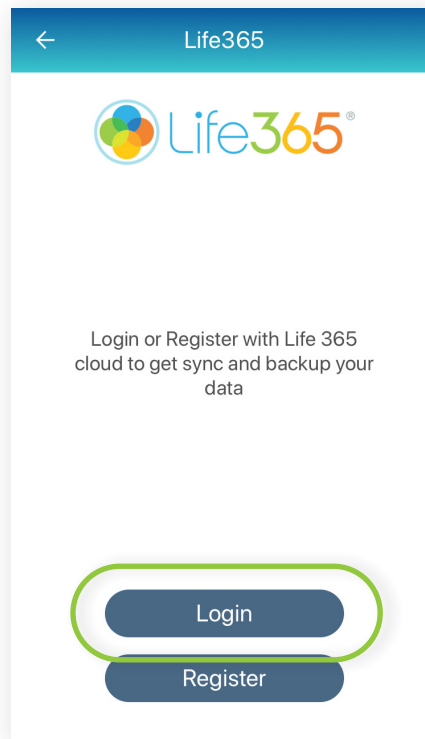 Life365
Life365®
Login or Register with Life 365
cloud to get sync and backup your
data
Login
Register